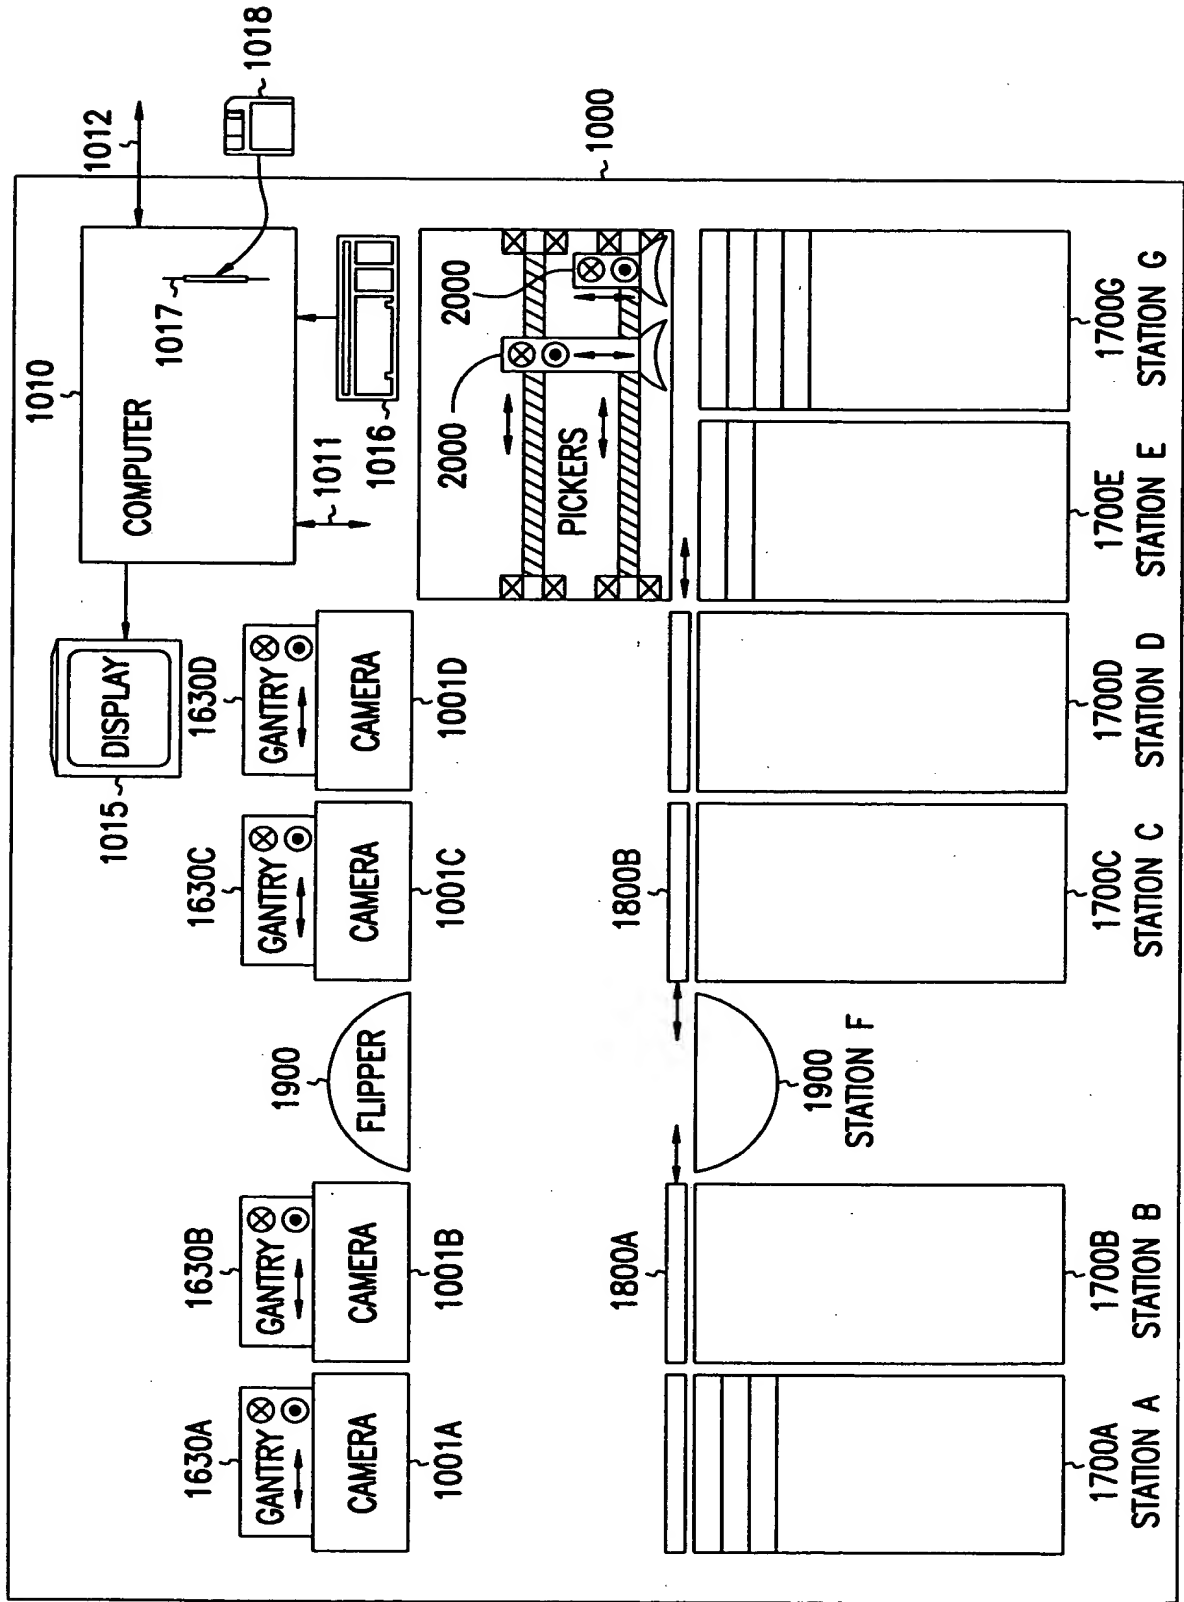 1018
1012
1000
1010
1017
COMPUTER
1016
1011
DISPLAY
1015
2000
2000
PICKERS
1630A
GANTRY
CAMERA
1001A
1630B
GANTRY
CAMERA
1001B
1900
FLIPPER
1630C
GANTRY
CAMERA
1001C
1630D
GANTRY
CAMERA
1001D
1800A
1800B
1700A
STATION A
1700B
STATION B
1900
STATION F
1700C
STATION C
1700D
STATION D
1700E
STATION E
1700G
STATION G